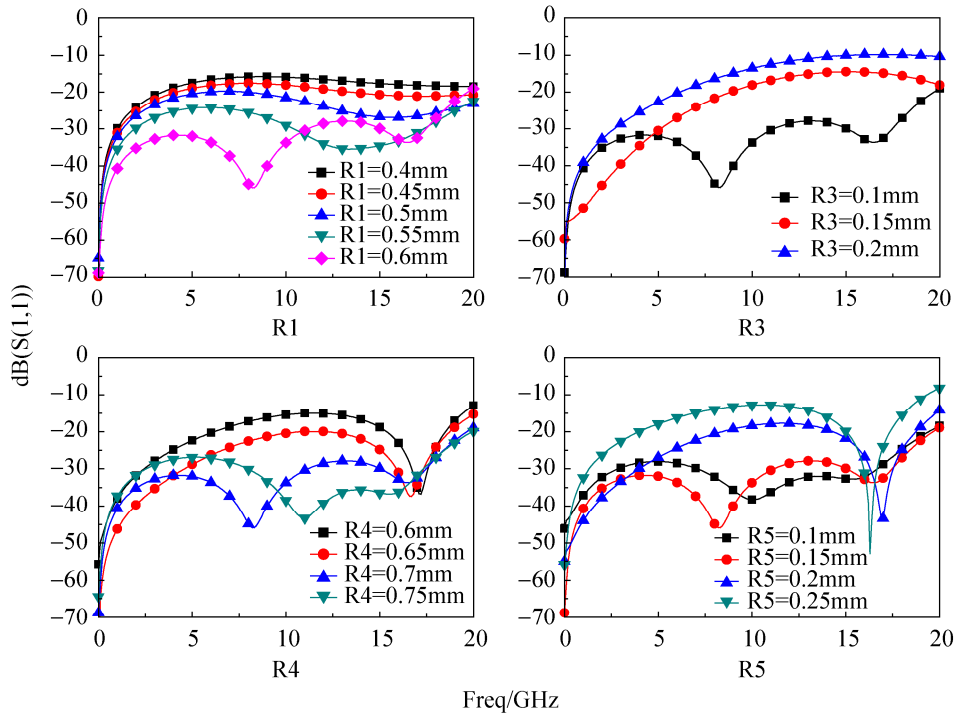 dB(S(1,1))
0
−10
−20
−30
−40
−50
−60
−70
R1=0.4mm
R1=0.45mm
R1=0.5mm
R1=0.55mm
R1=0.6mm
0 5 10 15 20
R1
0
−10
−20
−30
−40
−50
−60
−70
R3=0.1mm
R3=0.15mm
R3=0.2mm
0 5 10 15 20
R3
0
−10
−20
−30
−40
−50
−60
−70
R4=0.6mm
R4=0.65mm
R4=0.7mm
R4=0.75mm
0 5 10 15 20
R4
0
−10
−20
−30
−40
−50
−60
−70
R5=0.1mm
R5=0.15mm
R5=0.2mm
R5=0.25mm
0 5 10 15 20
R5
Freq/GHz